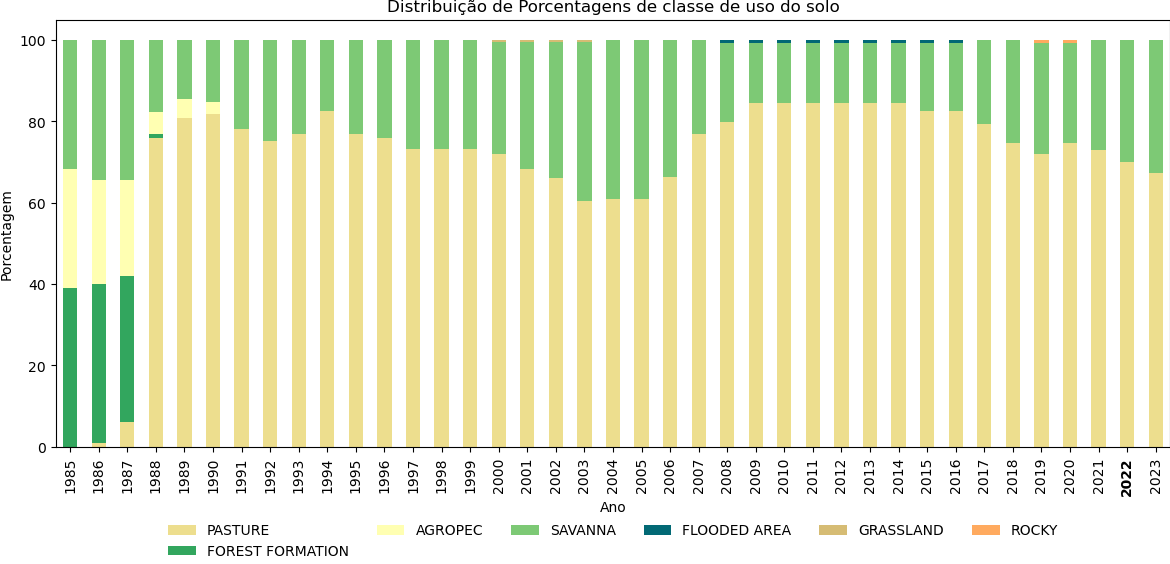 Distribuição de Porcentagens de classe de uso do solo
Porcentagem
100
80
60
40
20
0
1985 1986 1987 1988 1989 1990 1991 1992 1993 1994 1995 1996 1997 1998 1999 2000 2001 2002 2003 2004 2005 2006 2007 2008 2009 2010 2011 2012 2013 2014 2015 2016 2017 2018 2019 2020 2021 2022 2023
Ano
PASTURE AGROPEC SAVANNA FLOODED AREA GRASSLAND ROCKY
FOREST FORMATION